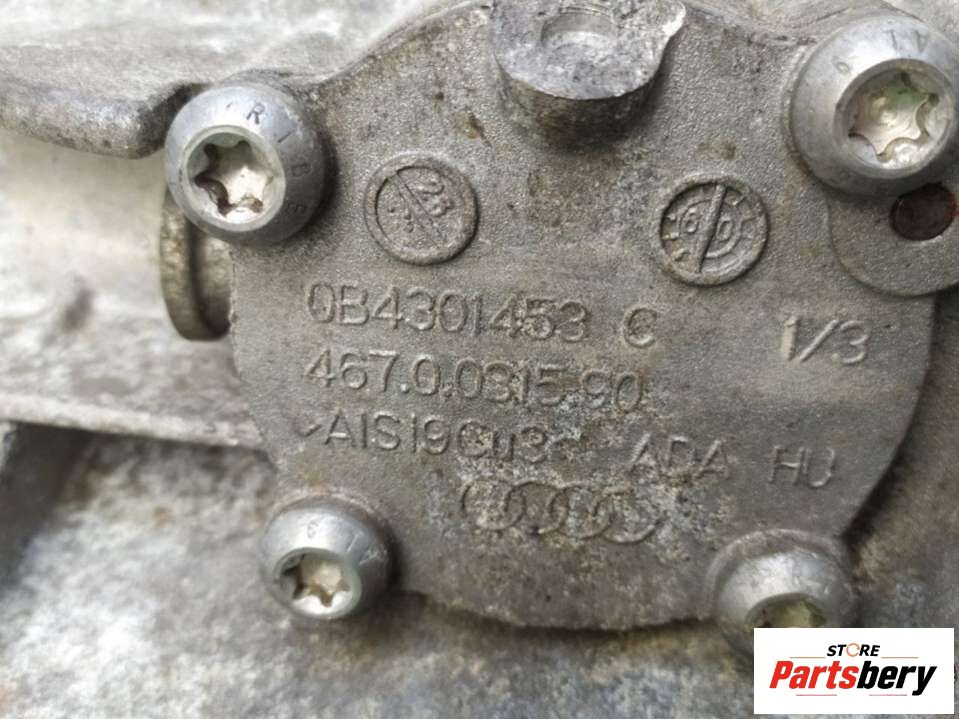 0B4301453 C 1/3
467.0.0315.90
>AlSi9Cu3< ADA HU
STORE
Partsbery